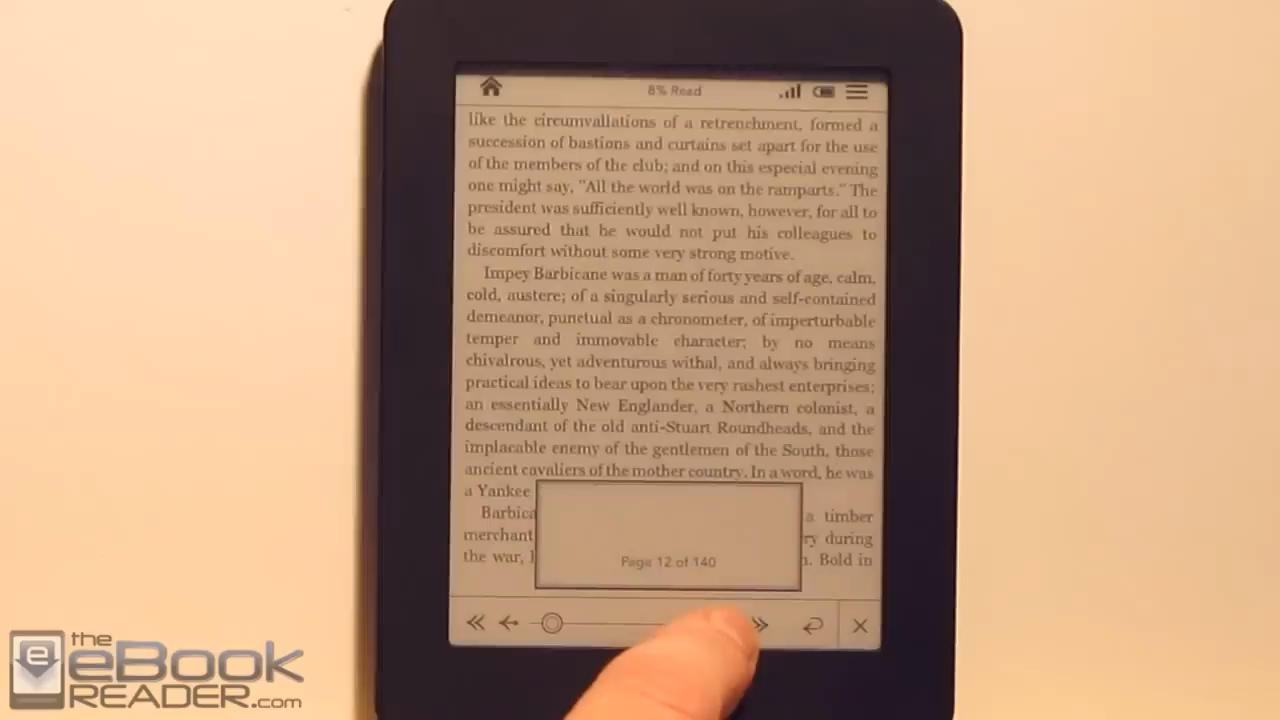 8% Read
like the circumvallations of a retrenchment, formed a
succession of bastions and curtains set apart for the use
of the members of the club; and on this especial evening
one might say, "All the world was on the ramparts." The
president was sufficiently well known, however, for all to
be assured that he would not put his colleagues to
discomfort without some very strong motive.
Impey Barbicane was a man of forty years of age, calm,
cold, austere; of a singularly serious and self-contained
demeanor, punctual as a chronometer, of imperturbable
temper and immovable character; by no means
chivalrous, yet adventurous withal, and always bringing
practical ideas to bear upon the very rashest enterprises;
an essentially New Englander, a Northern colonist, a
descendant of the old anti-Stuart Roundheads, and the
implacable enemy of the gentlemen of the South, those
ancient cavaliers of the mother country. In a word, he was
a Yankee
Barbica a timber
merchant ry during
the war, Bold in
Page 12 of 140
the
eBook
READER.com